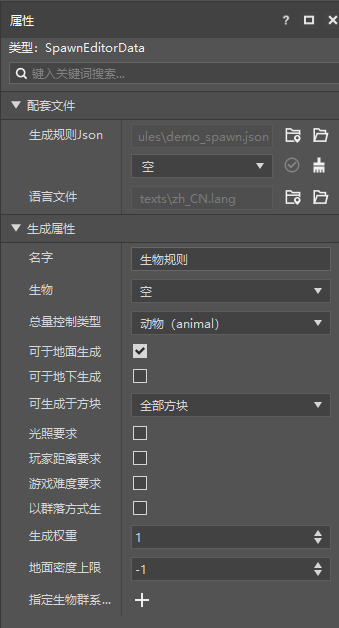 属性 ?
类型： SpawnEditorData
键入关键词搜索...
配套文件
生成规则Json ules\demo_spawn.json
空
语言文件 texts\zh_CN.lang
生成属性
名字 生物规则
生物 空
总量控制类型 动物（animal）
可于地面生成
可于地下生成
可生成于方块 全部方块
光照要求
玩家距离要求
游戏难度要求
以群落方式生
生成权重 1
地面密度上限 -1
指定生物群系...